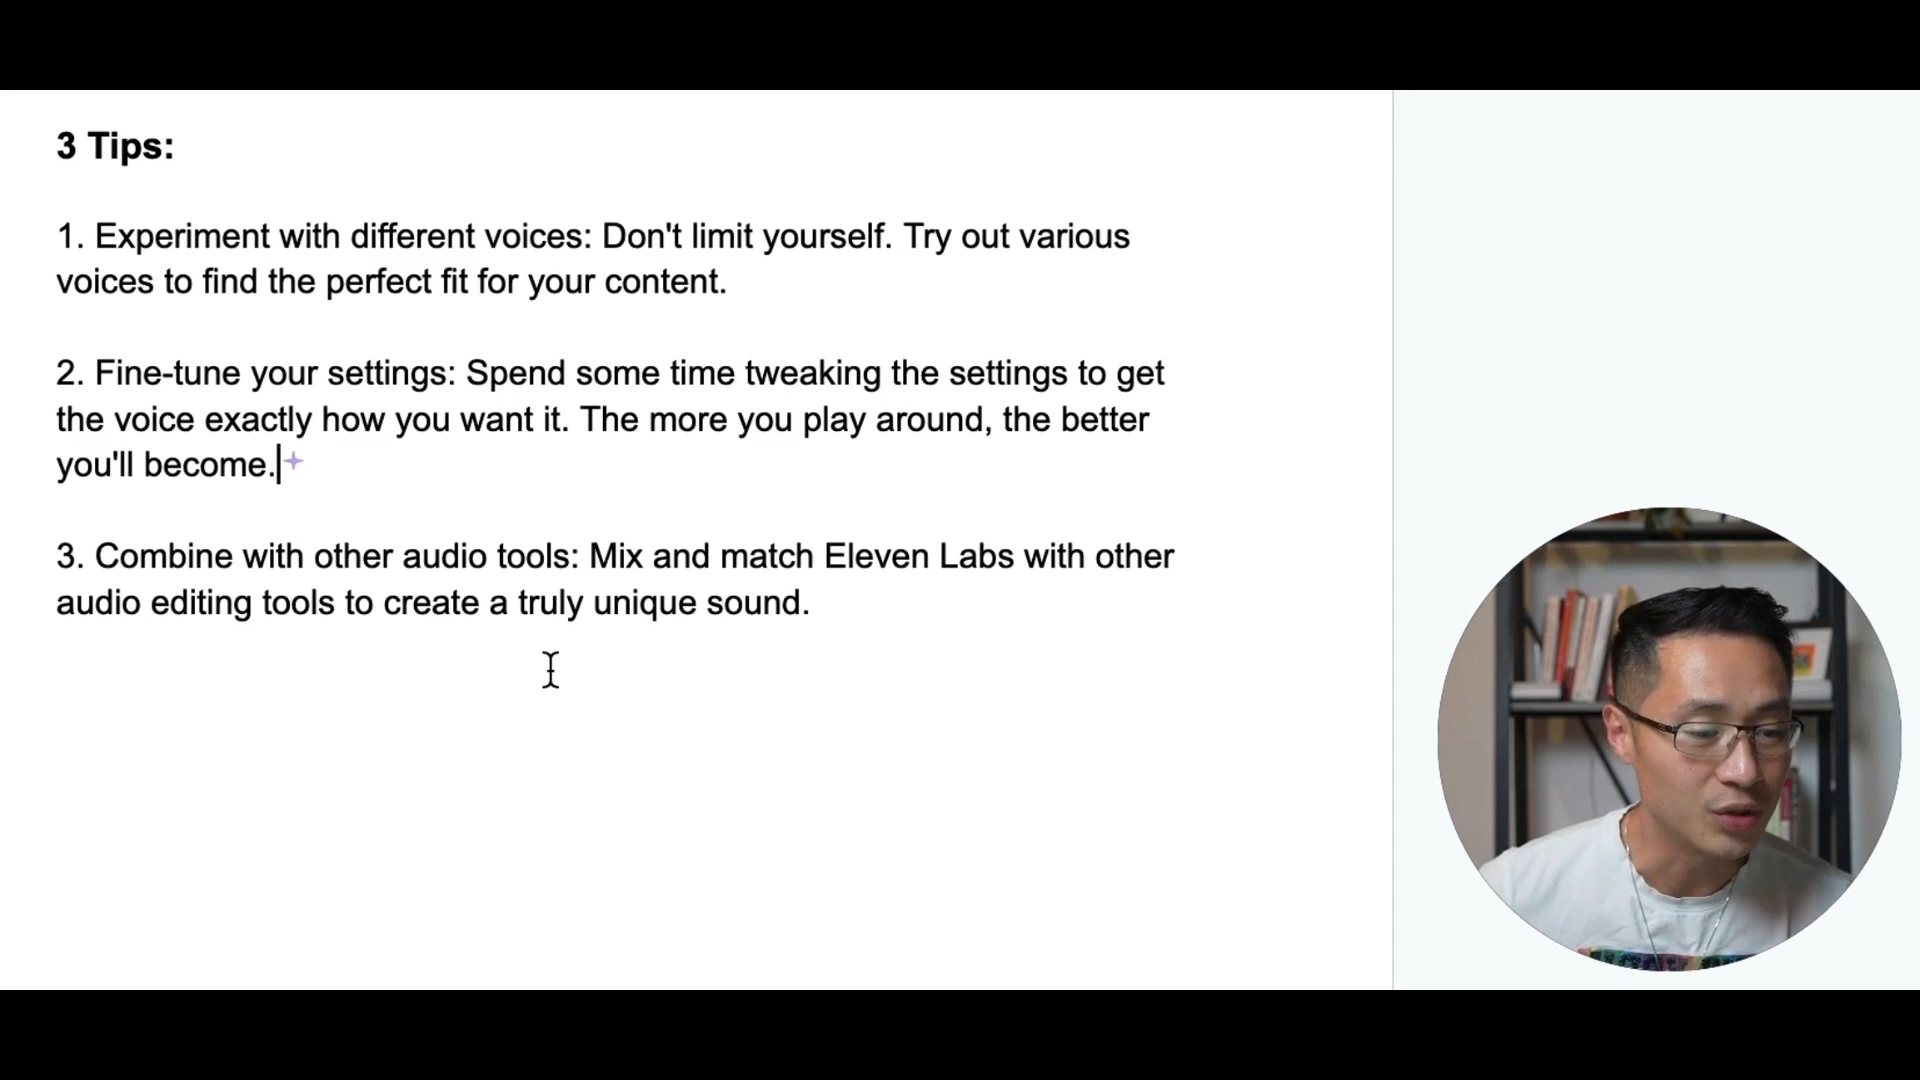 3 Tips:
1. Experiment with different voices: Don't limit yourself. Try out various
voices to find the perfect fit for your content.
2. Fine-tune your settings: Spend some time tweaking the settings to get
the voice exactly how you want it. The more you play around, the better
you'll become.
3. Combine with other audio tools: Mix and match Eleven Labs with other
audio editing tools to create a truly unique sound.